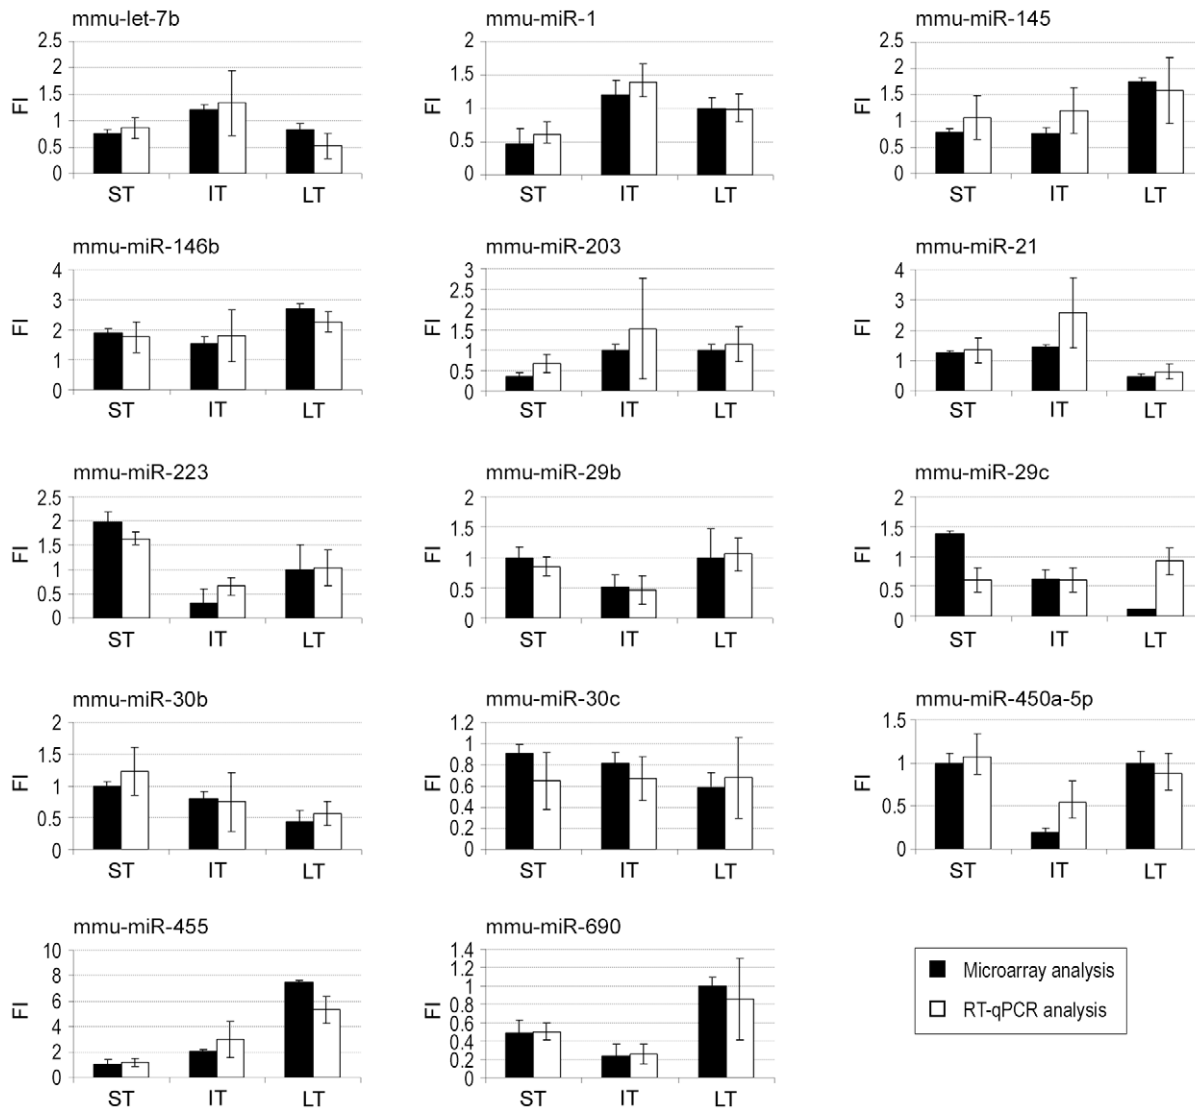 mmu-let-7b
2.5
2
1.5
1
0.5
0
FI
ST IT LT
mmu-miR-1
2
1.5
1
0.5
0
FI
ST IT LT
mmu-miR-145
2.5
2
1.5
1
0.5
0
FI
ST IT LT
mmu-miR-146b
4
3
2
1
0
FI
ST IT LT
mmu-miR-203
3
2.5
2
1.5
1
0.5
0
FI
ST IT LT
mmu-miR-21
4
3
2
1
0
FI
ST IT LT
mmu-miR-223
2.5
2
1.5
1
0.5
0
FI
ST IT LT
mmu-miR-29b
2
1.5
1
0.5
0
FI
ST IT LT
mmu-miR-29c
2
1.5
1
0.5
0
FI
ST IT LT
mmu-miR-30b
2
1.5
1
0.5
0
FI
ST IT LT
mmu-miR-30c
1.2
1
0.8
0.6
0.4
0.2
0
FI
ST IT LT
mmu-miR-450a-5p
1.5
1
0.5
0
FI
ST IT LT
mmu-miR-455
10
8
6
4
2
0
FI
ST IT LT
mmu-miR-690
1.4
1.2
1
0.8
0.6
0.4
0.2
0
FI
ST IT LT
Microarray analysis
RT-qPCR analysis